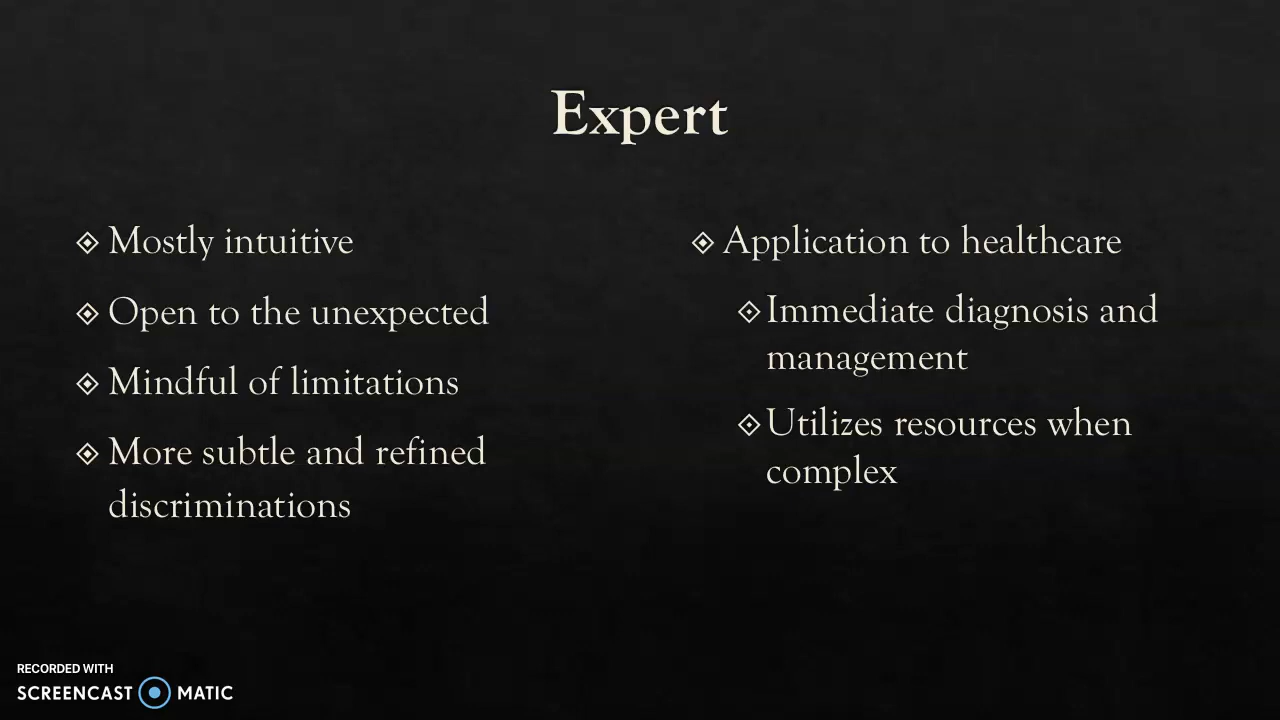 Expert
Mostly intuitive
Open to the unexpected
Mindful of limitations
More subtle and refined
discriminations
Application to healthcare
Immediate diagnosis and
management
Utilizes resources when
complex
RECORDED WITH
SCREENCAST MATIC